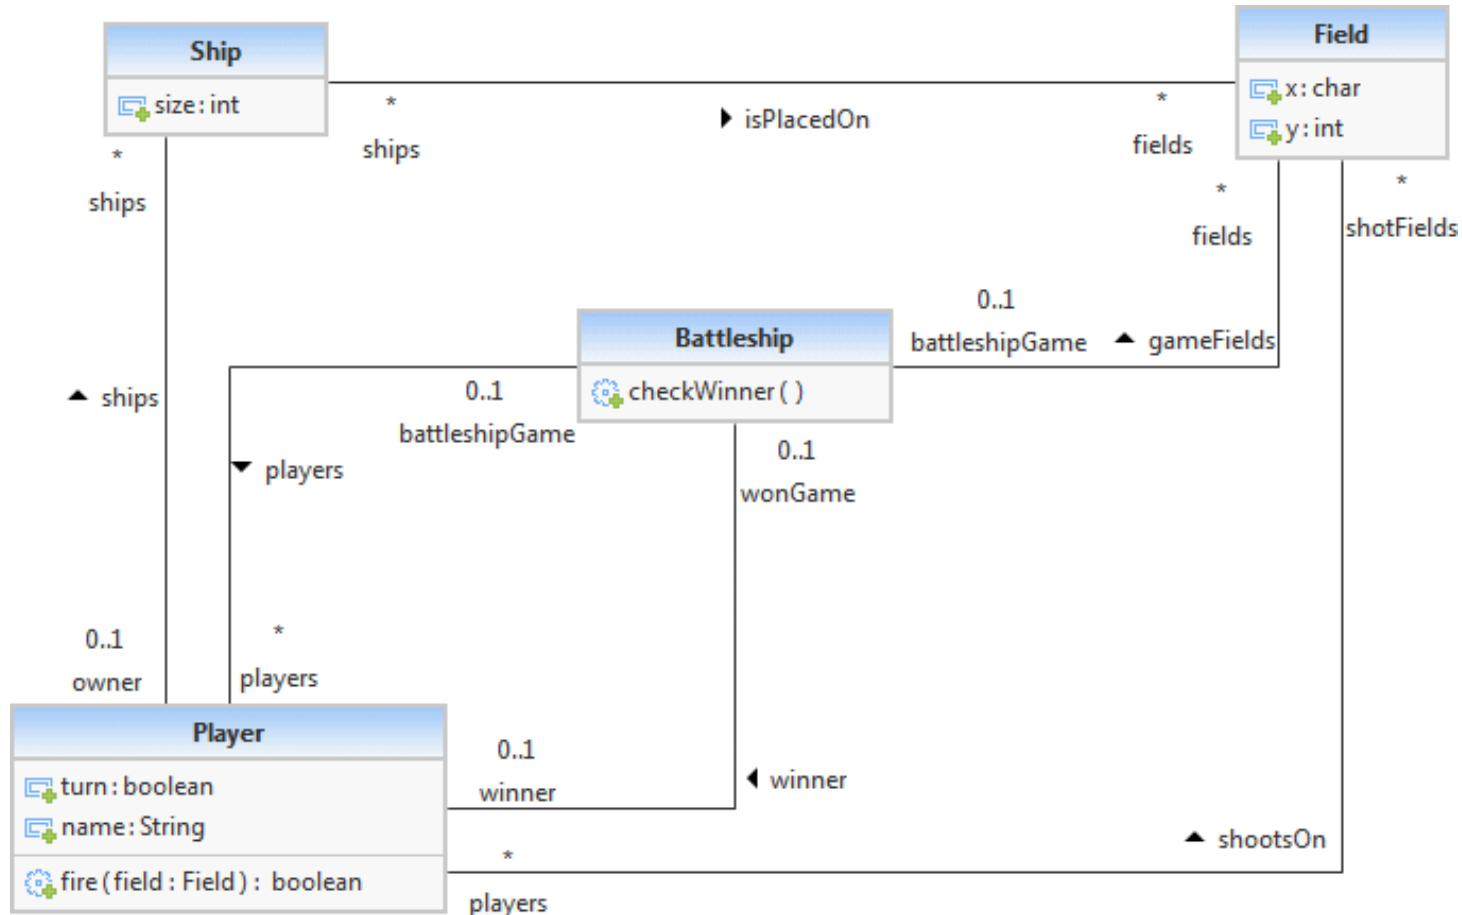 Ship
size : int
Field
x : char
y : int
*
ships
isPlacedOn
*
fields
*
ships
*
fields
*
shotFields
0..1
battleshipGame
gameFields
Battleship
checkWinner ( )
ships
0..1
battleshipGame
players
0..1
wonGame
0..1
owner
*
players
Player
turn : boolean
name : String
fire ( field : Field ) : boolean
0..1
winner
winner
shootsOn
*
players